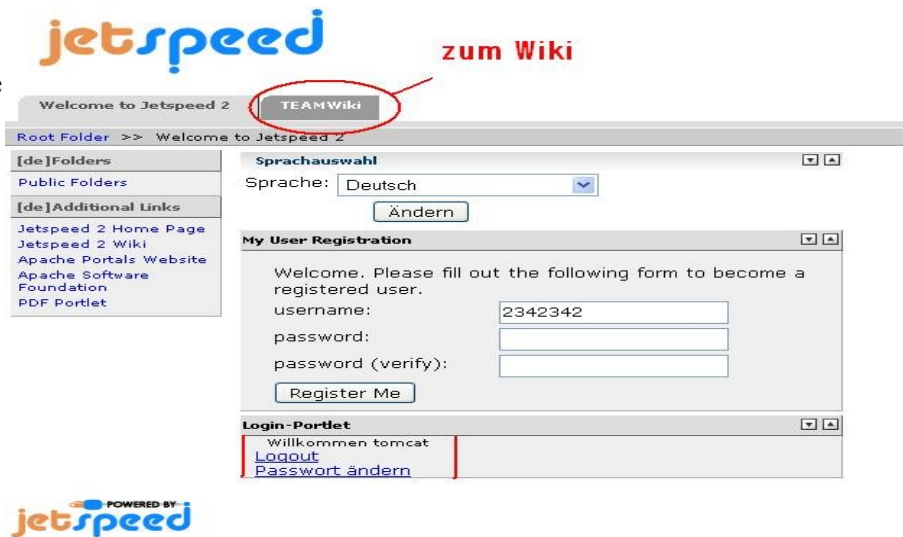 jetspeed
zum Wiki
e
Welcome to Jetspeed 2
TEAMWiki
Root Folder >> Welcome to Jetspeed 2
[de]Folders
Public Folders
[de]Additional Links
Jetspeed 2 Home Page
Jetspeed 2 Wiki
Apache Portals Website
Apache Software
Foundation
PDF Portlet
Sprachauswahl
Sprache: Deutsch
Ändern
My User Registration
Welcome. Please fill out the following form to become a
registered user.
username: 2342342
password:
password (verify):
Register Me
Login-Portlet
Willkommen tomcat
Logout
Passwort ändern
POWERED BY
jetspeed